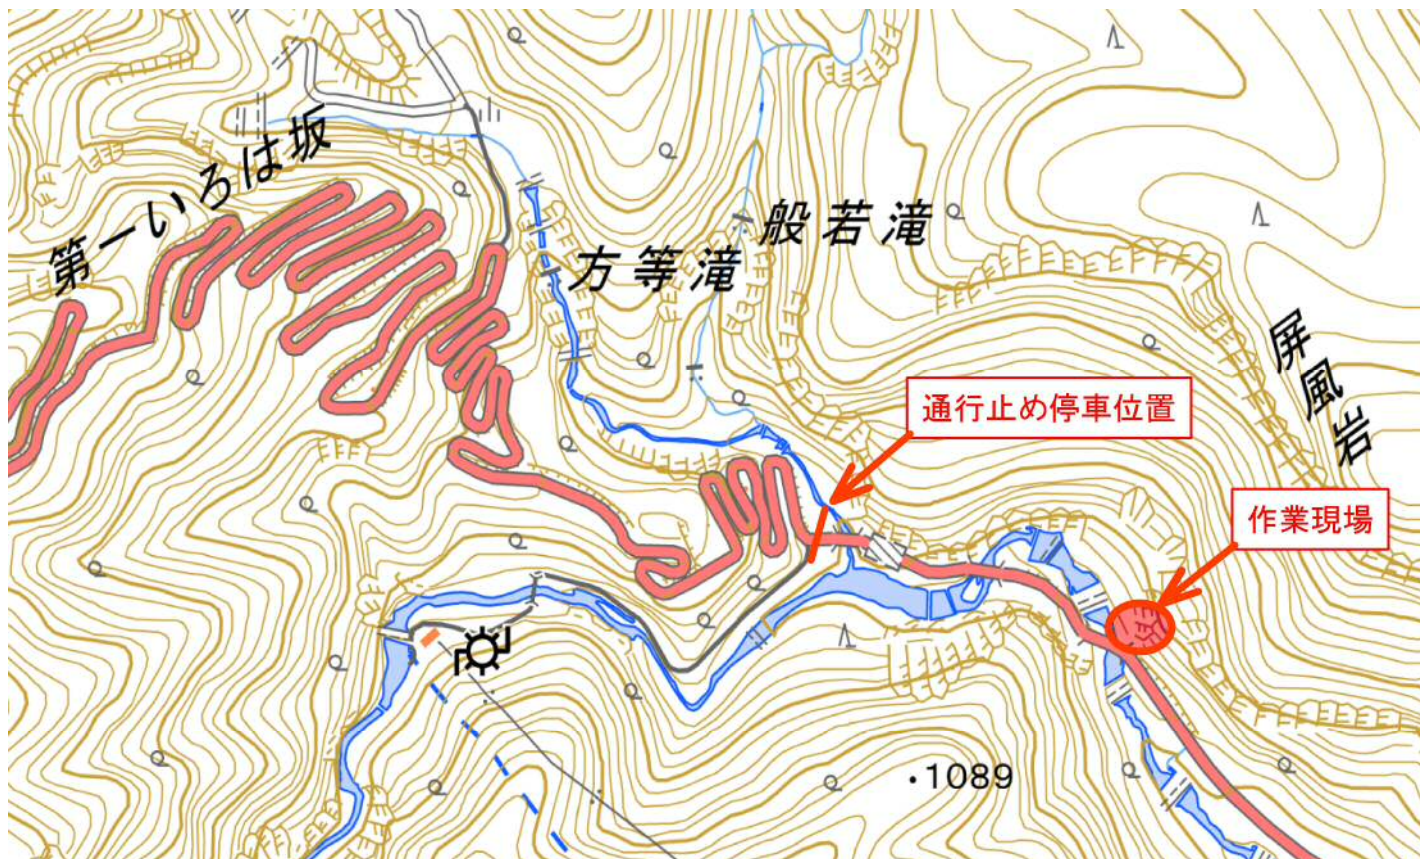 第一いろは坂
般若滝
方等滝
屏風岩
通行止め停車位置
作業現場
・1089